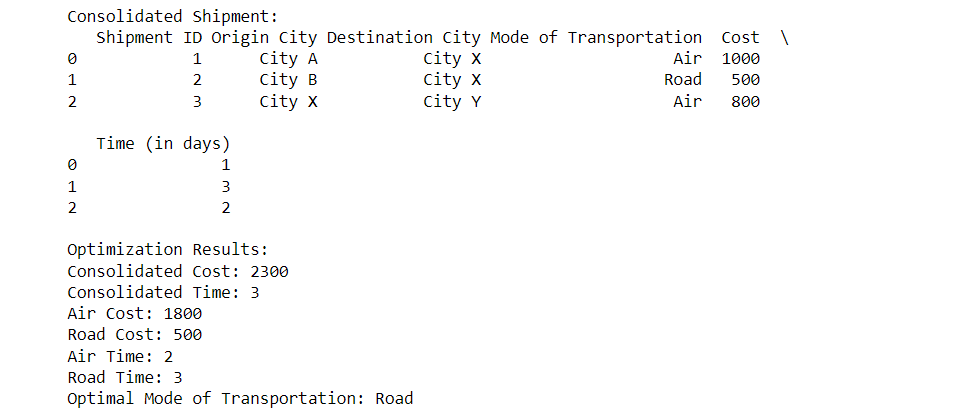 Consolidated Shipment:
   Shipment ID Origin City Destination City Mode of Transportation  Cost  \
0            1      City A           City X                    Air  1000
1            2      City B           City X                   Road   500
2            3      City X           City Y                    Air   800

   Time (in days)
0               1
1               3
2               2

Optimization Results:
Consolidated Cost: 2300
Consolidated Time: 3
Air Cost: 1800
Road Cost: 500
Air Time: 2
Road Time: 3
Optimal Mode of Transportation: Road